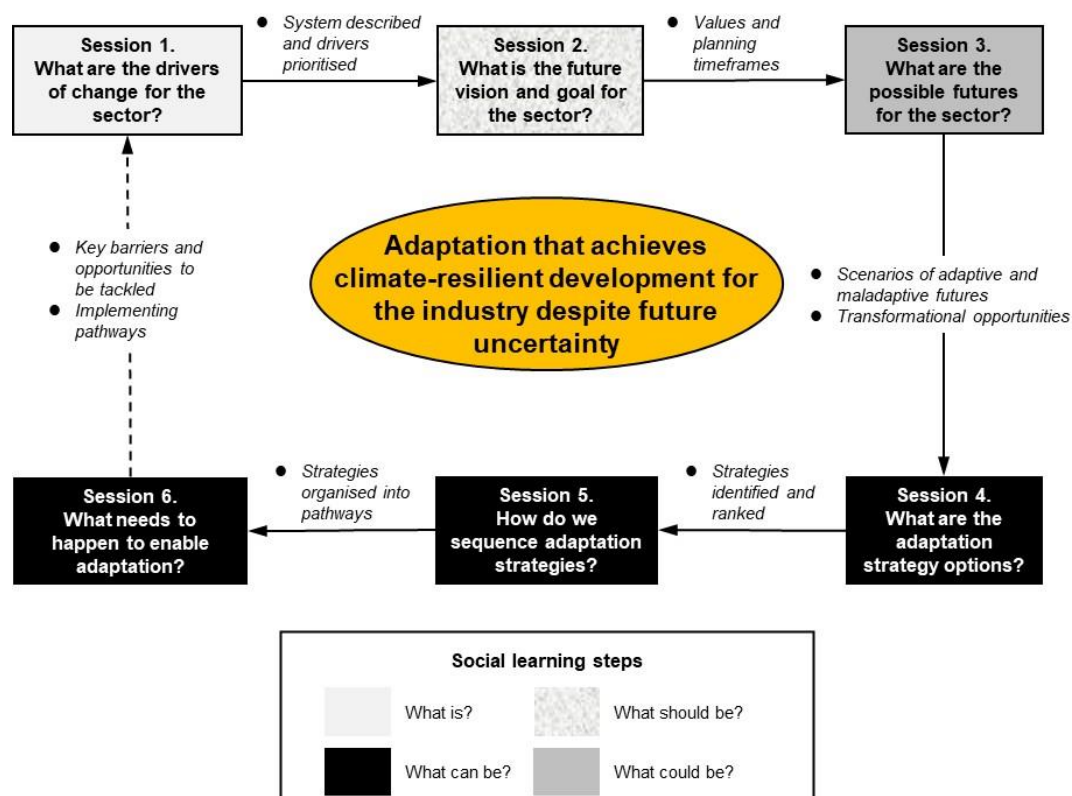 Session 1.
What are the drivers
of change for the
sector?
● System described
and drivers
prioritised
Session 2.
What is the future
vision and goal for
the sector?
● Values and
planning
timeframes
Session 3.
What are the
possible futures
for the sector?
● Key barriers and
opportunities to
be tackled
● Implementing
pathways
Adaptation that achieves
climate-resilient development for
the industry despite future
uncertainty
● Scenarios of adaptive and
maladaptive futures
● Transformational opportunities
Session 6.
What needs to
happen to enable
adaptation?
● Strategies
organised into
pathways
Session 5.
How do we
sequence adaptation
strategies?
● Strategies
identified and
ranked
Session 4.
What are the
adaptation
strategy options?
Social learning steps
What is?
What should be?
What can be?
What could be?